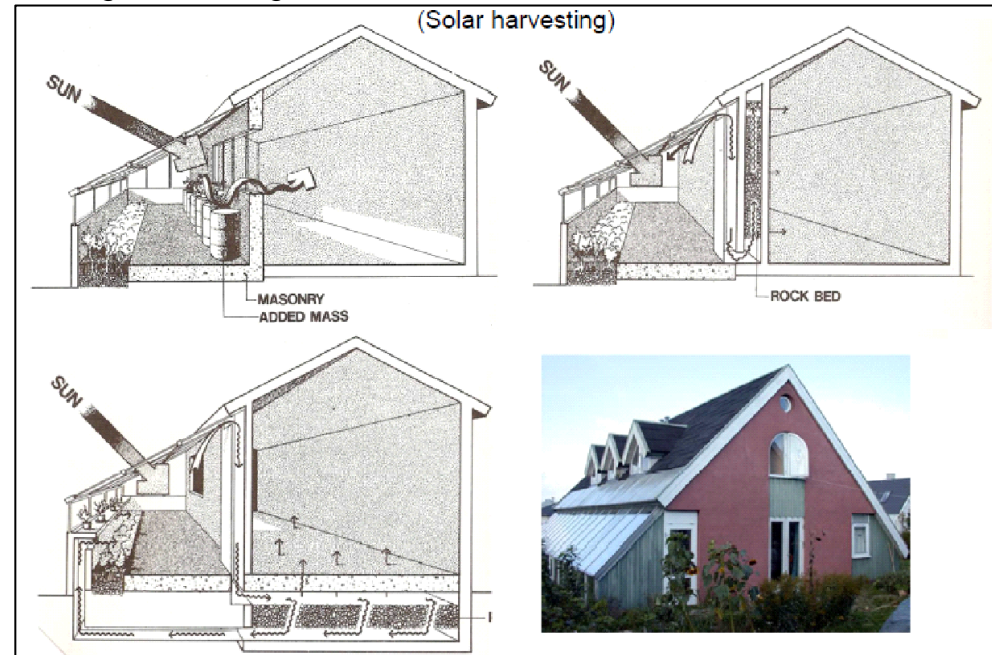 (Solar harvesting)
SUN
MASONRY
ADDED MASS
SUN
ROCK BED
SUN